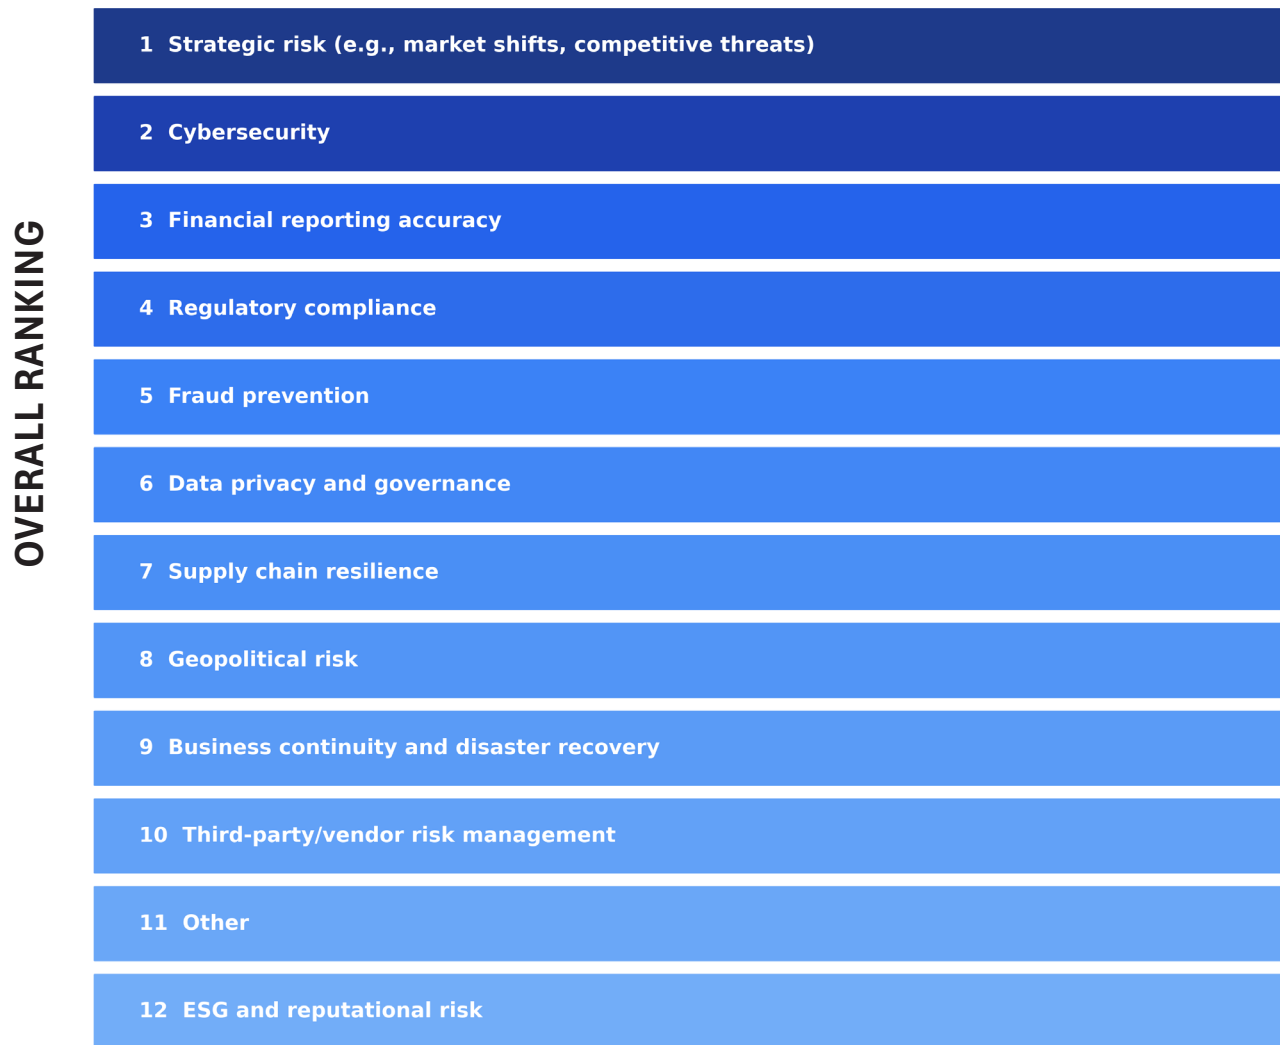 OVERALL RANKING
1 Strategic risk (e.g., market shifts, competitive threats)
2 Cybersecurity
3 Financial reporting accuracy
4 Regulatory compliance
5 Fraud prevention
6 Data privacy and governance
7 Supply chain resilience
8 Geopolitical risk
9 Business continuity and disaster recovery
10 Third-party/vendor risk management
11 Other
12 ESG and reputational risk